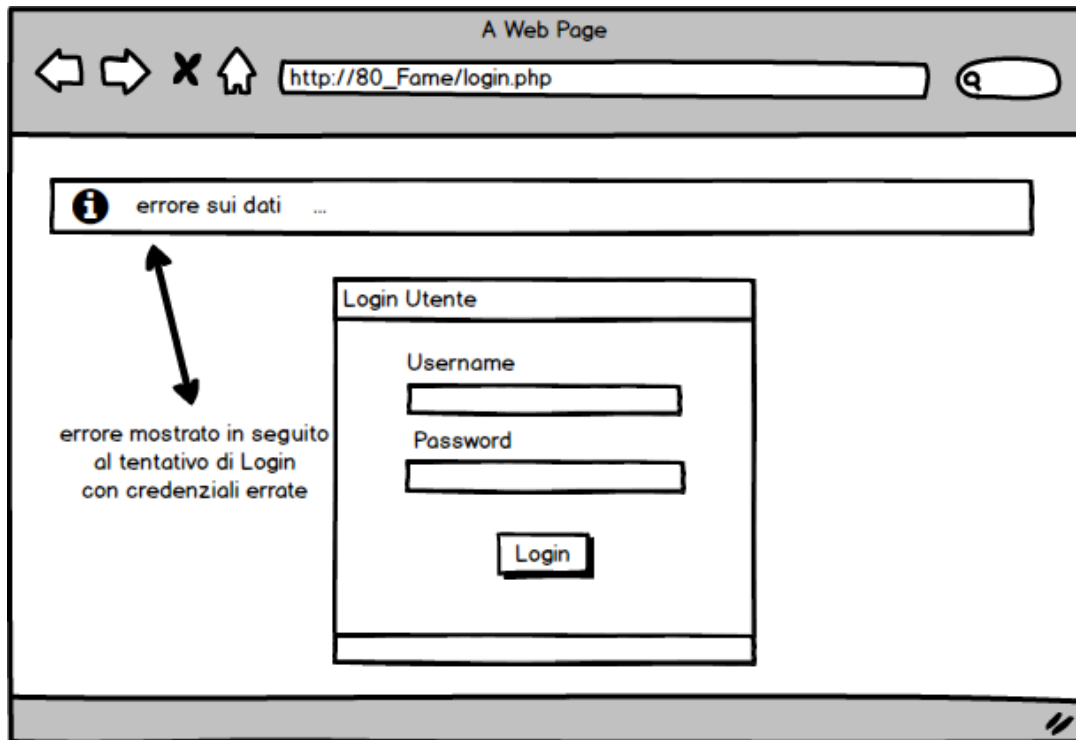 A Web Page
http://80_Fame/login.php
errore sui dati ...
Login Utente
Username
Password
errore mostrato in seguito
al tentativo di Login
con credenziali errate
Login